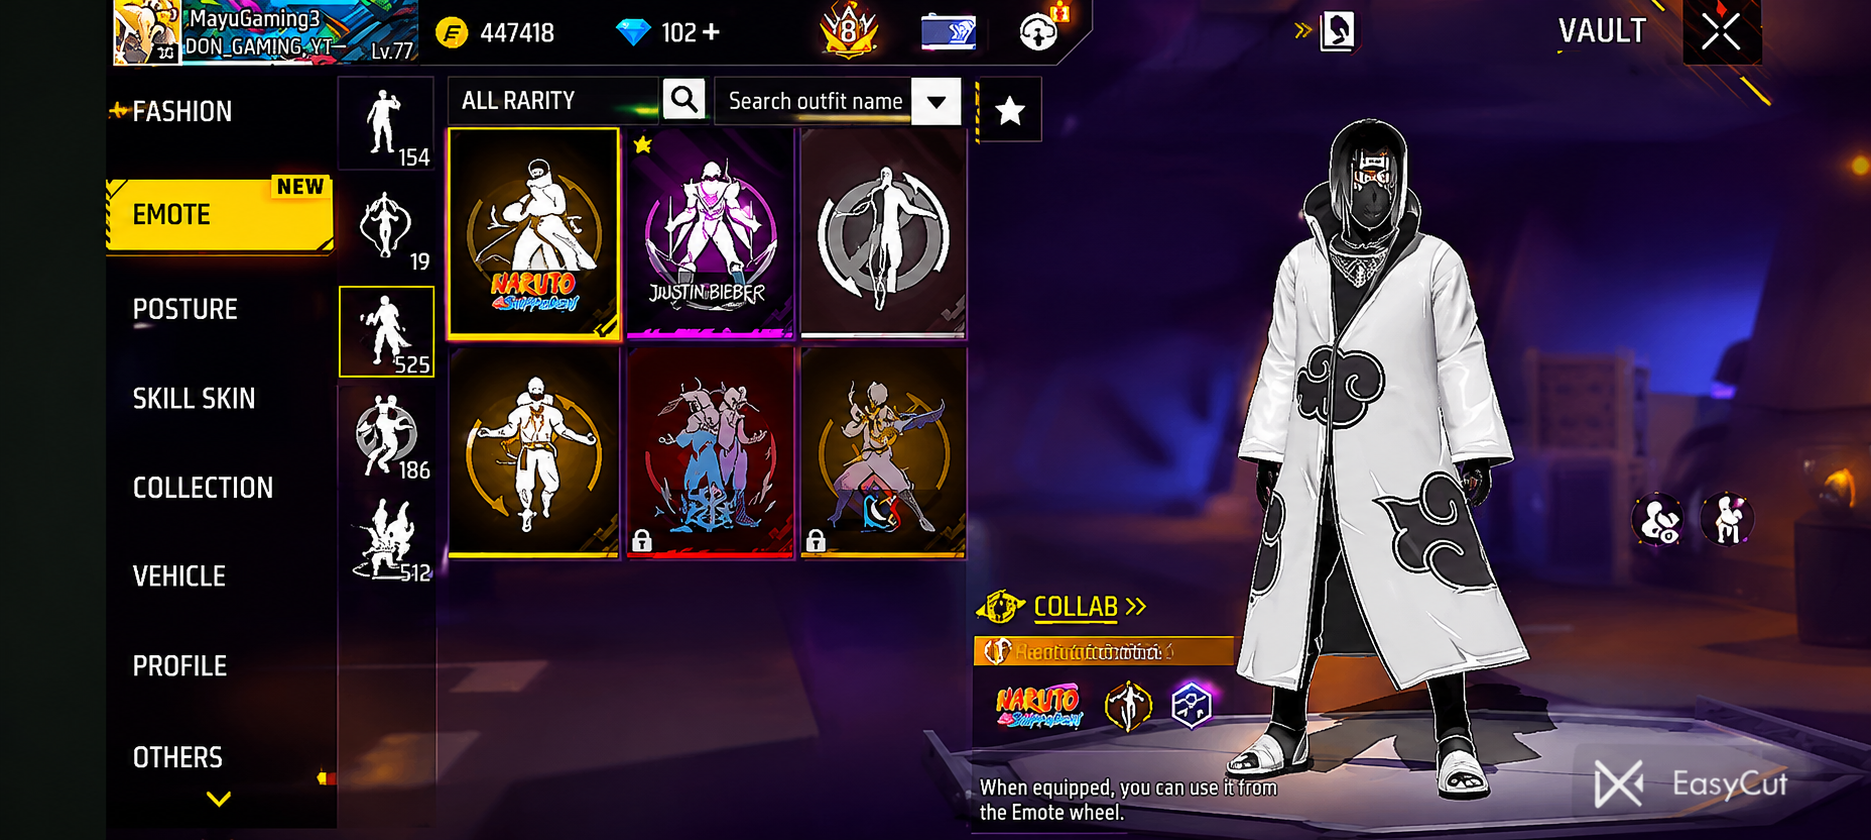 MayuGaming3
DON_GAMING_YT—
Lv.77
447418
102 +
8
VAULT
FASHION
NEW
EMOTE
POSTURE
SKILL SKIN
COLLECTION
VEHICLE
PROFILE
OTHERS
154
19
525
186
512
ALL RARITY
Search outfit name
NARUTO
SHIPPUDEN
JUSTIN BIEBER
COLLAB >>
NARUTO
SHIPPUDEN
When equipped, you can use it from
the Emote wheel.
EasyCut